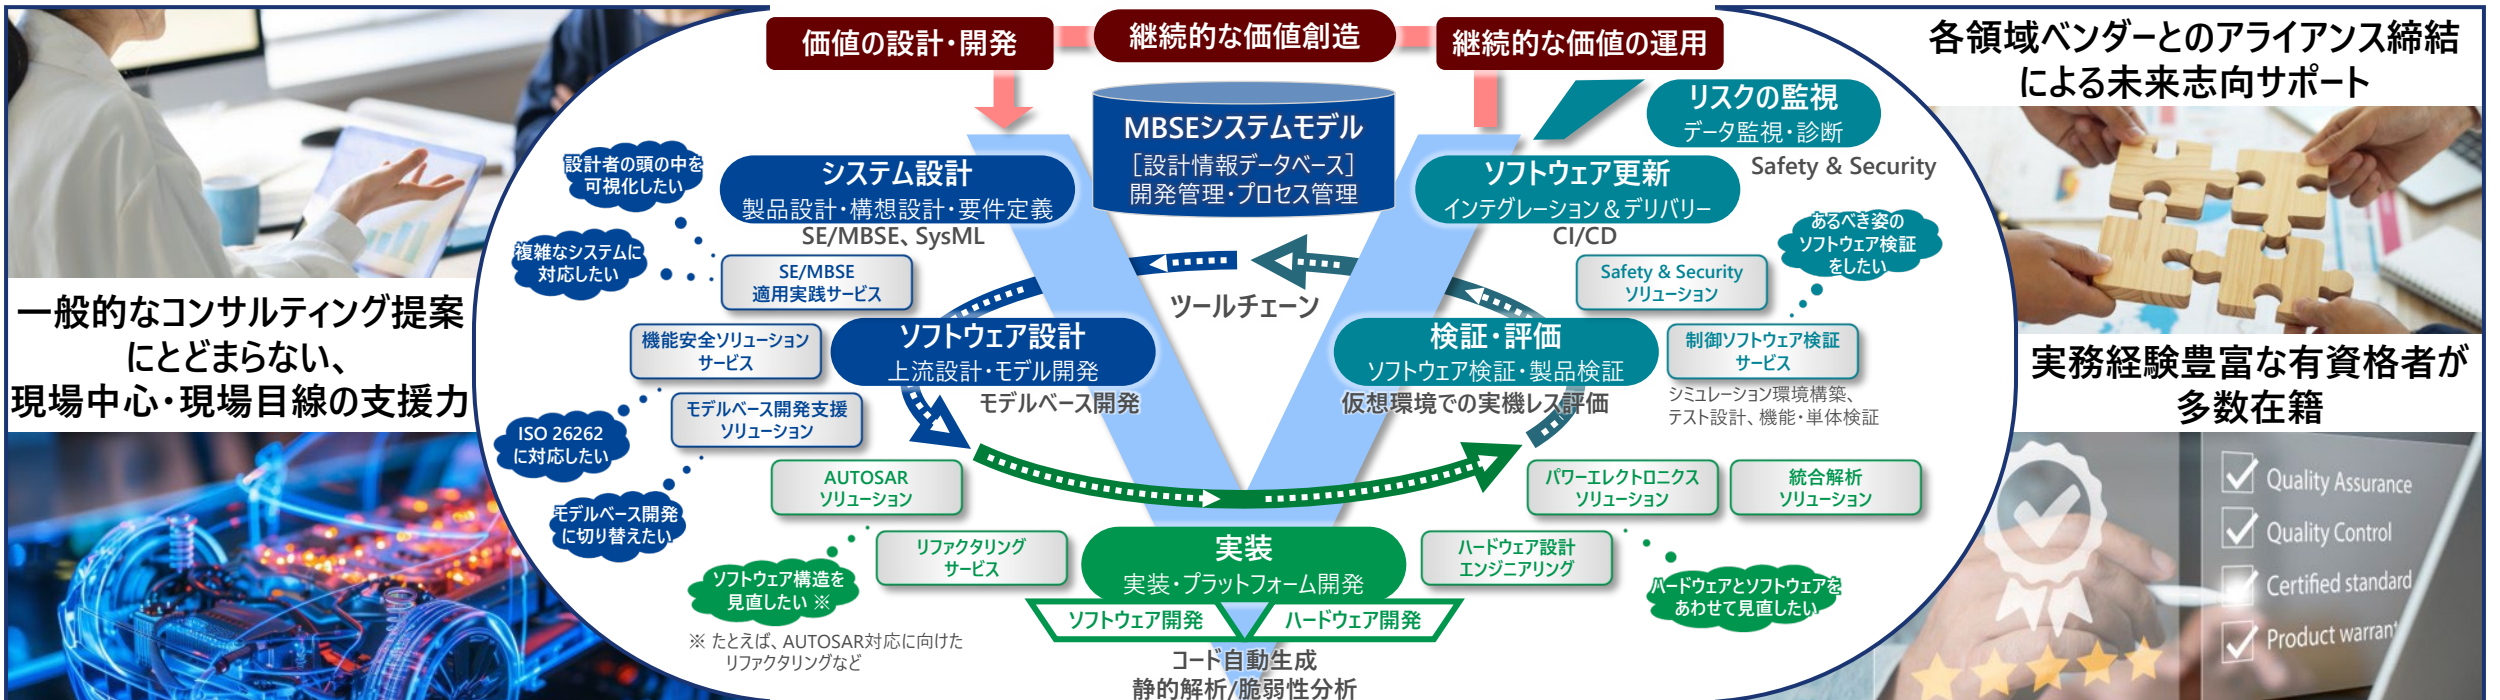 価値の設計・開発
継続的な価値創造
継続的な価値の運用
各領域ベンダーとのアライアンス締結
による未来志向サポート
リスクの監視
データ監視・診断
Safety & Security
MBSEシステムモデル
［設計情報データベース］
開発管理・プロセス管理
設計者の頭の中を
可視化したい
システム設計
製品設計・構想設計・要件定義
SE/MBSE、SysML
ソフトウェア更新
インテグレーション＆デリバリー
CI/CD
あるべき姿の
ソフトウェア検証
をしたい
複雑なシステムに
対応したい
SE/MBSE
適用実践サービス
Safety & Security
ソリューション
ツールチェーン
一般的なコンサルティング提案
にとどまらない、
現場中心・現場目線の支援力
機能安全ソリューション
サービス
ソフトウェア設計
上流設計・モデル開発
モデルベース開発
検証・評価
ソフトウェア検証・製品検証
仮想環境での実機レス評価
制御ソフトウェア検証
サービス
シミュレーション環境構築、
テスト設計、機能・単体検証
実務経験豊富な有資格者が
多数在籍
モデルベース開発支援
ソリューション
ISO 26262
に対応したい
モデルベース開発
に切り替えたい
AUTOSAR
ソリューション
パワーエレクトロニクス
ソリューション
統合解析
ソリューション
リファクタリング
サービス
実装
実装・プラットフォーム開発
ハードウェア設計
エンジニアリング
ソフトウェア構造を
見直したい ※
ハードウェアとソフトウェアを
あわせて見直したい
ソフトウェア開発
ハードウェア開発
※ たとえば、AUTOSAR対応に向けた
リファクタリングなど
コード自動生成
静的解析/脆弱性分析
Quality Assurance
Quality Control
Certified standard
Product warrant